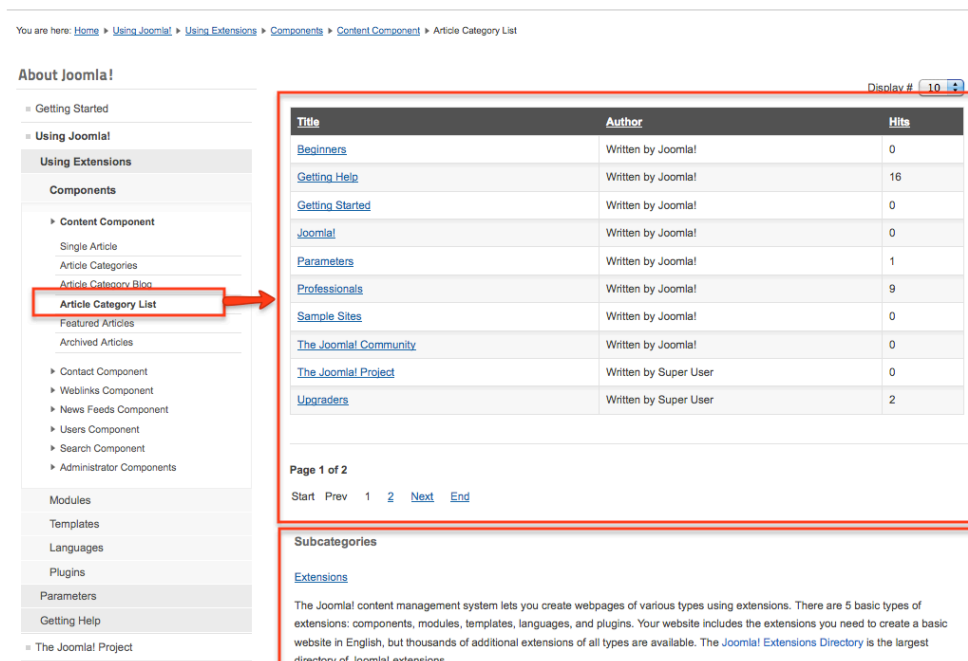 You are here: Home ▸ Using Joomla! ▸ Using Extensions ▸ Components ▸ Content Component ▸ Article Category List
About Joomla!
Getting Started
Using Joomla!
Using Extensions
Components
Content Component
Single Article
Article Categories
Article Category Blog
Article Category List
Featured Articles
Archived Articles
Contact Component
Weblinks Component
News Feeds Component
Users Component
Search Component
Administrator Components
Modules
Templates
Languages
Plugins
Parameters
Getting Help
The Joomla! Project
Display # 10
Title Author Hits
Beginners Written by Joomla! 0
Getting Help Written by Joomla! 16
Getting Started Written by Joomla! 0
Joomla! Written by Joomla! 0
Parameters Written by Joomla! 1
Professionals Written by Joomla! 9
Sample Sites Written by Joomla! 0
The Joomla! Community Written by Joomla! 0
The Joomla! Project Written by Super User 0
Upgraders Written by Super User 2
Page 1 of 2
Start Prev 1 2 Next End
Subcategories
Extensions
The Joomla! content management system lets you create webpages of various types using extensions. There are 5 basic types of
extensions: components, modules, templates, languages, and plugins. Your website includes the extensions you need to create a basic
website in English, but thousands of additional extensions of all types are available. The Joomla! Extensions Directory is the largest
directory of Joomla! extensions.